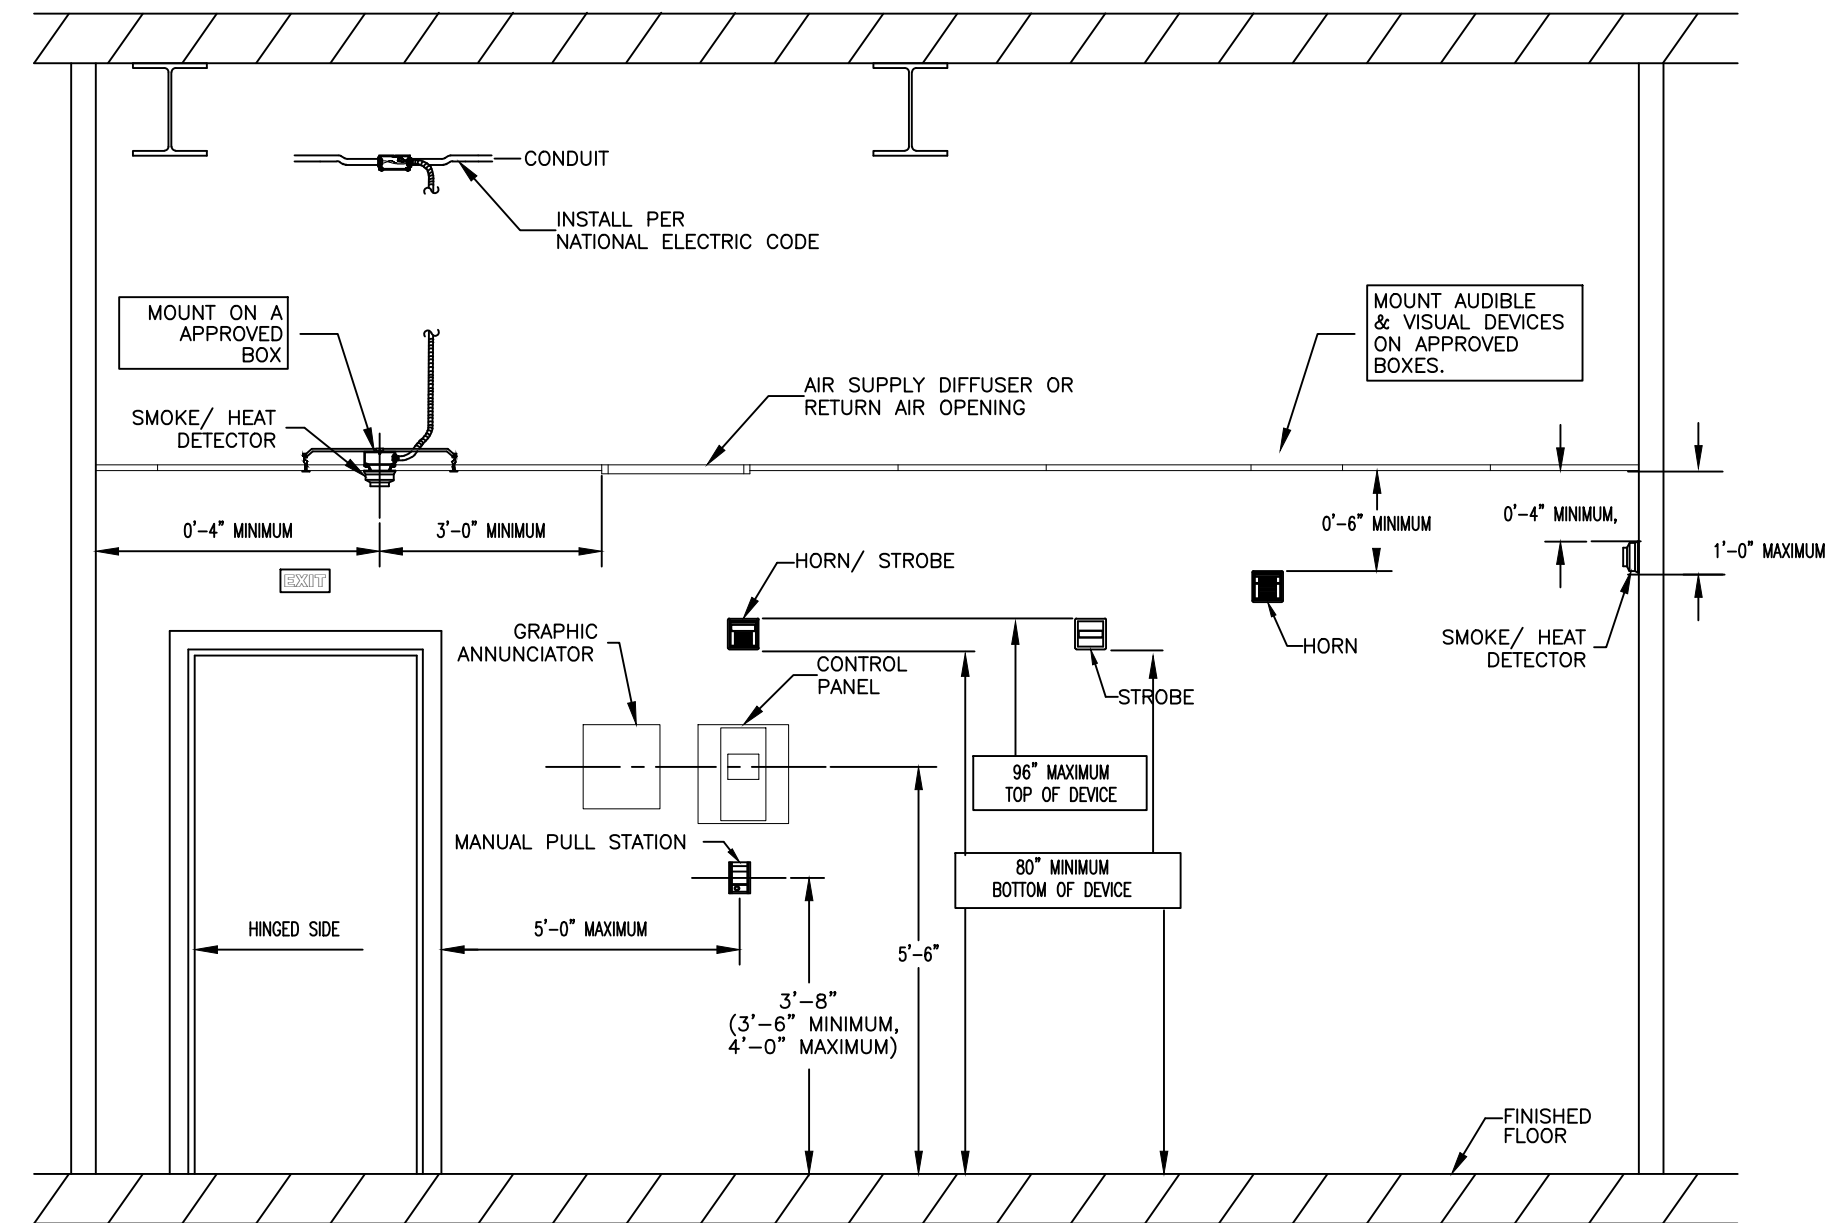 CONDUIT
INSTALL PER
NATIONAL ELECTRIC CODE
MOUNT ON A
APPROVED
BOX
MOUNT AUDIBLE
& VISUAL DEVICES
ON APPROVED
BOXES.
SMOKE/ HEAT
DETECTOR
AIR SUPPLY DIFFUSER OR
RETURN AIR OPENING
0'-4" MINIMUM
3'-0" MINIMUM
0'-6" MINIMUM
0'-4" MINIMUM,
1'-0" MAXIMUM
EXIT
HORN/ STROBE
GRAPHIC
ANNUNCIATOR
CONTROL
PANEL
STROBE
HORN
SMOKE/ HEAT
DETECTOR
96" MAXIMUM
TOP OF DEVICE
MANUAL PULL STATION
80" MINIMUM
BOTTOM OF DEVICE
HINGED SIDE
5'-0" MAXIMUM
5'-6"
3'-8"
(3'-6" MINIMUM,
4'-0" MAXIMUM)
FINISHED
FLOOR